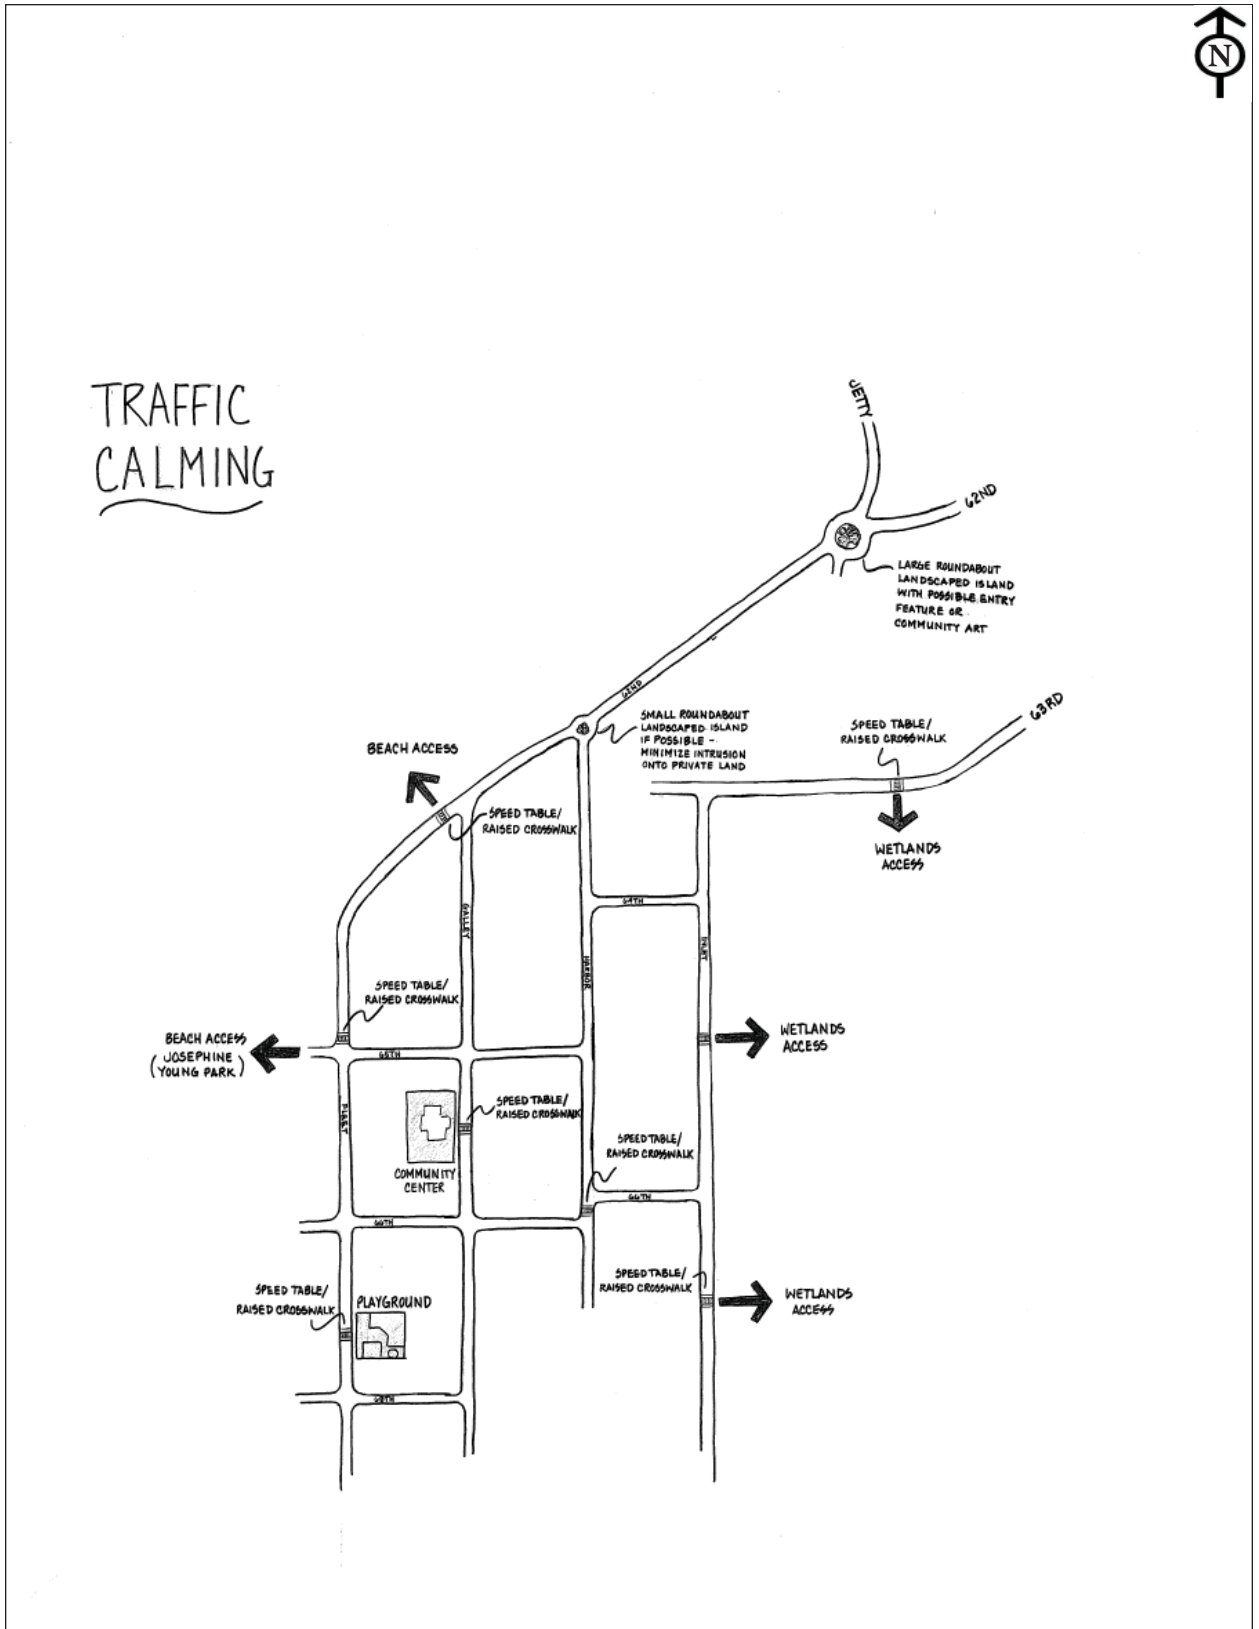 N
TRAFFIC
CALMING
JETTY
62ND
LARGE ROUNDABOUT
LANDSCAPED ISLAND
WITH POSSIBLE ENTRY
FEATURE OR
COMMUNITY ART
62ND
63RD
SMALL ROUNDABOUT
LANDSCAPED ISLAND
IF POSSIBLE -
MINIMIZE INTRUSION
ONTO PRIVATE LAND
SPEED TABLE/
RAISED CROSSWALK
BEACH ACCESS
SPEED TABLE/
RAISED CROSSWALK
WETLANDS
ACCESS
64TH
GALLEY
INLET
HARBOR
SPEED TABLE/
RAISED CROSSWALK
BEACH ACCESS
(JOSEPHINE
YOUNG PARK)
65TH
WETLANDS
ACCESS
FLEET
SPEED TABLE/
RAISED CROSSWALK
SPEED TABLE/
RAISED CROSSWALK
COMMUNITY
CENTER
66TH
66TH
SPEED TABLE/
RAISED CROSSWALK
WETLANDS
ACCESS
SPEED TABLE/
RAISED CROSSWALK
PLAYGROUND
68TH